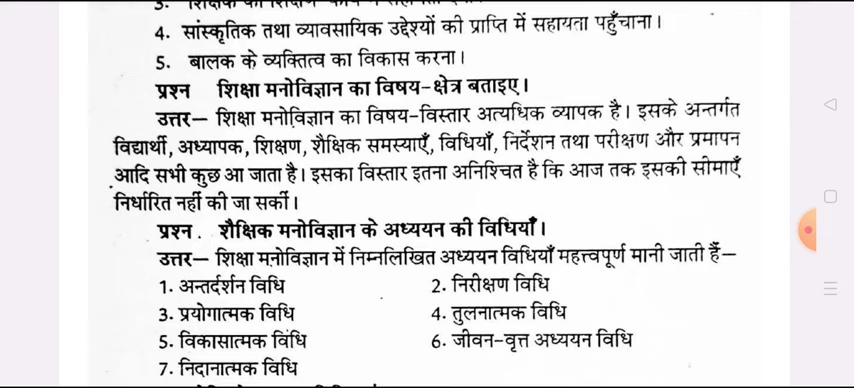 4. सांस्कृतिक तथा व्यावसायिक उद्देश्यों की प्राप्ति में सहायता पहुँचाना।
5. बालक के व्यक्तित्व का विकास करना।
प्रश्न शिक्षा मनोविज्ञान का विषय-क्षेत्र बताइए।
उत्तर— शिक्षा मनोविज्ञान का विषय-विस्तार अत्यधिक व्यापक है। इसके अन्तर्गत
विद्यार्थी, अध्यापक, शिक्षण, शैक्षिक समस्याएँ, विधियाँ, निर्देशन तथा परीक्षण और प्रमापन
आदि सभी कुछ आ जाता है। इसका विस्तार इतना अनिश्चित है कि आज तक इसकी सीमाएँ
निर्धारित नहीं की जा सकीं।
प्रश्न . शैक्षिक मनोविज्ञान के अध्ययन की विधियाँ।
उत्तर— शिक्षा मनोविज्ञान में निम्नलिखित अध्ययन विधियाँ महत्त्वपूर्ण मानी जाती हैं—
1. अन्तर्दर्शन विधि 2. निरीक्षण विधि
3. प्रयोगात्मक विधि 4. तुलनात्मक विधि
5. विकासात्मक विधि 6. जीवन-वृत्त अध्ययन विधि
7. निदानात्मक विधि